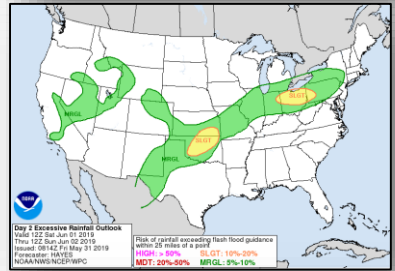 MRGL
SLGT
SLGT
MRGL
NOAA
Day 2 Excessive Rainfall Outlook
Valid 12Z Sat Jun 01 2019
Thru 12Z Sun Jun 02 2019
Issued: 0814Z Fri May 31 2019
Forecaster: HAYES
NOAA/NWS/NCEP/WPC
Risk of rainfall exceeding flash flood guidance
within 25 miles of a point
HIGH: > 50% SLGT: 10%-20%
MDT: 20%-50% MRGL: 5%-10%